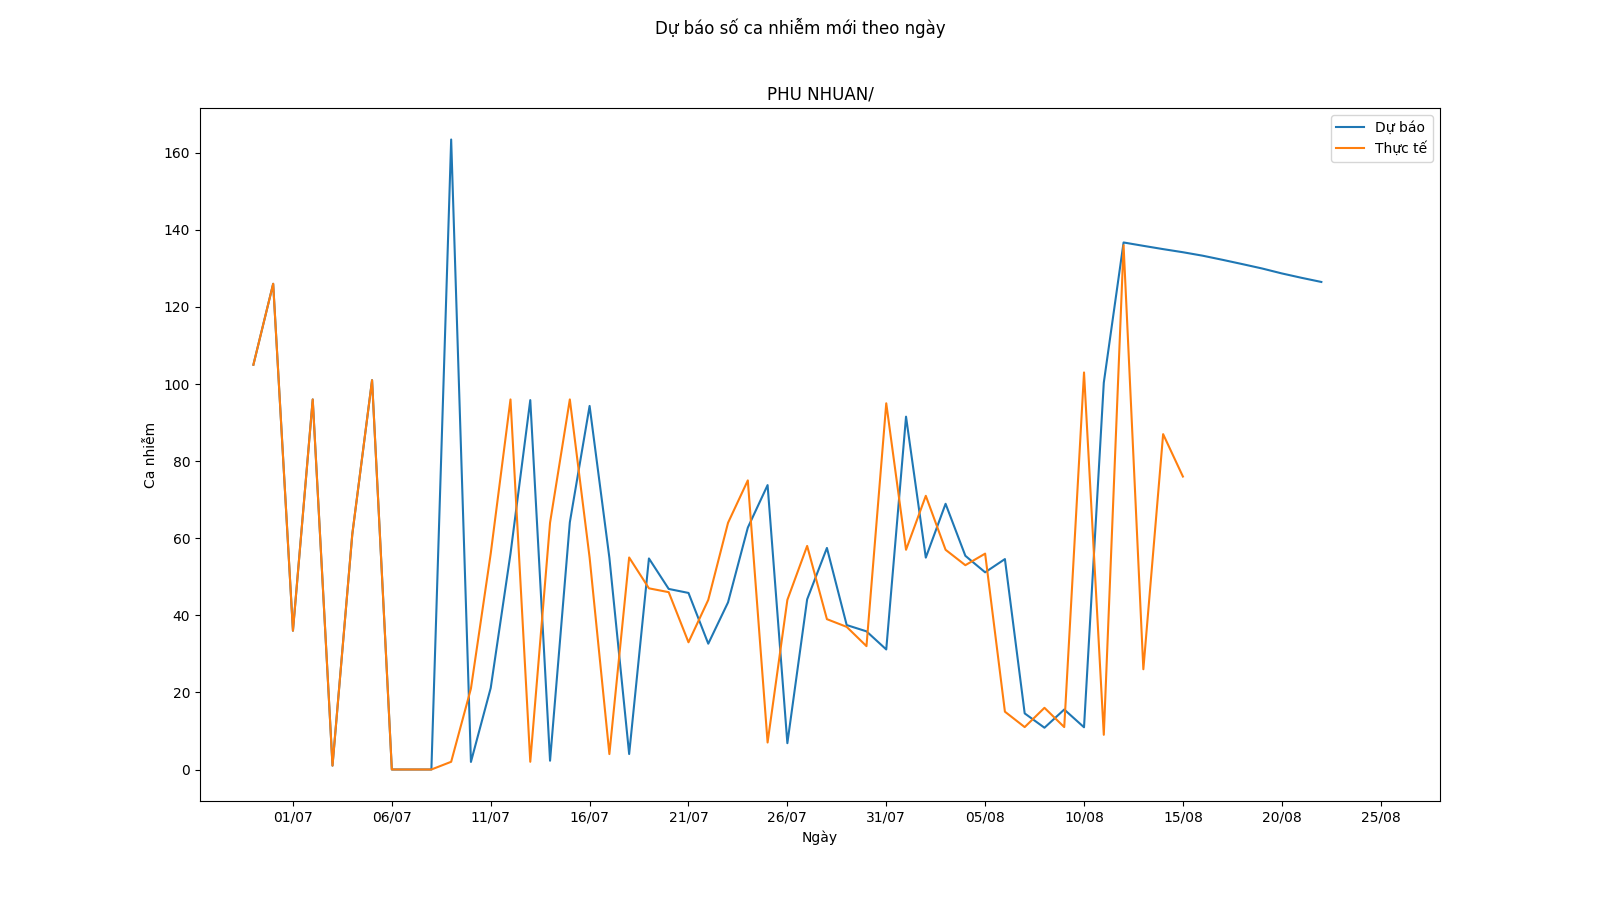 Dự báo số ca nhiễm mới theo ngày
PHU NHUAN/
Dự báo
Thực tế
Ca nhiễm
160
140
120
100
80
60
40
20
0
01/07 06/07 11/07 16/07 21/07 26/07 31/07 05/08 10/08 15/08 20/08 25/08
Ngày